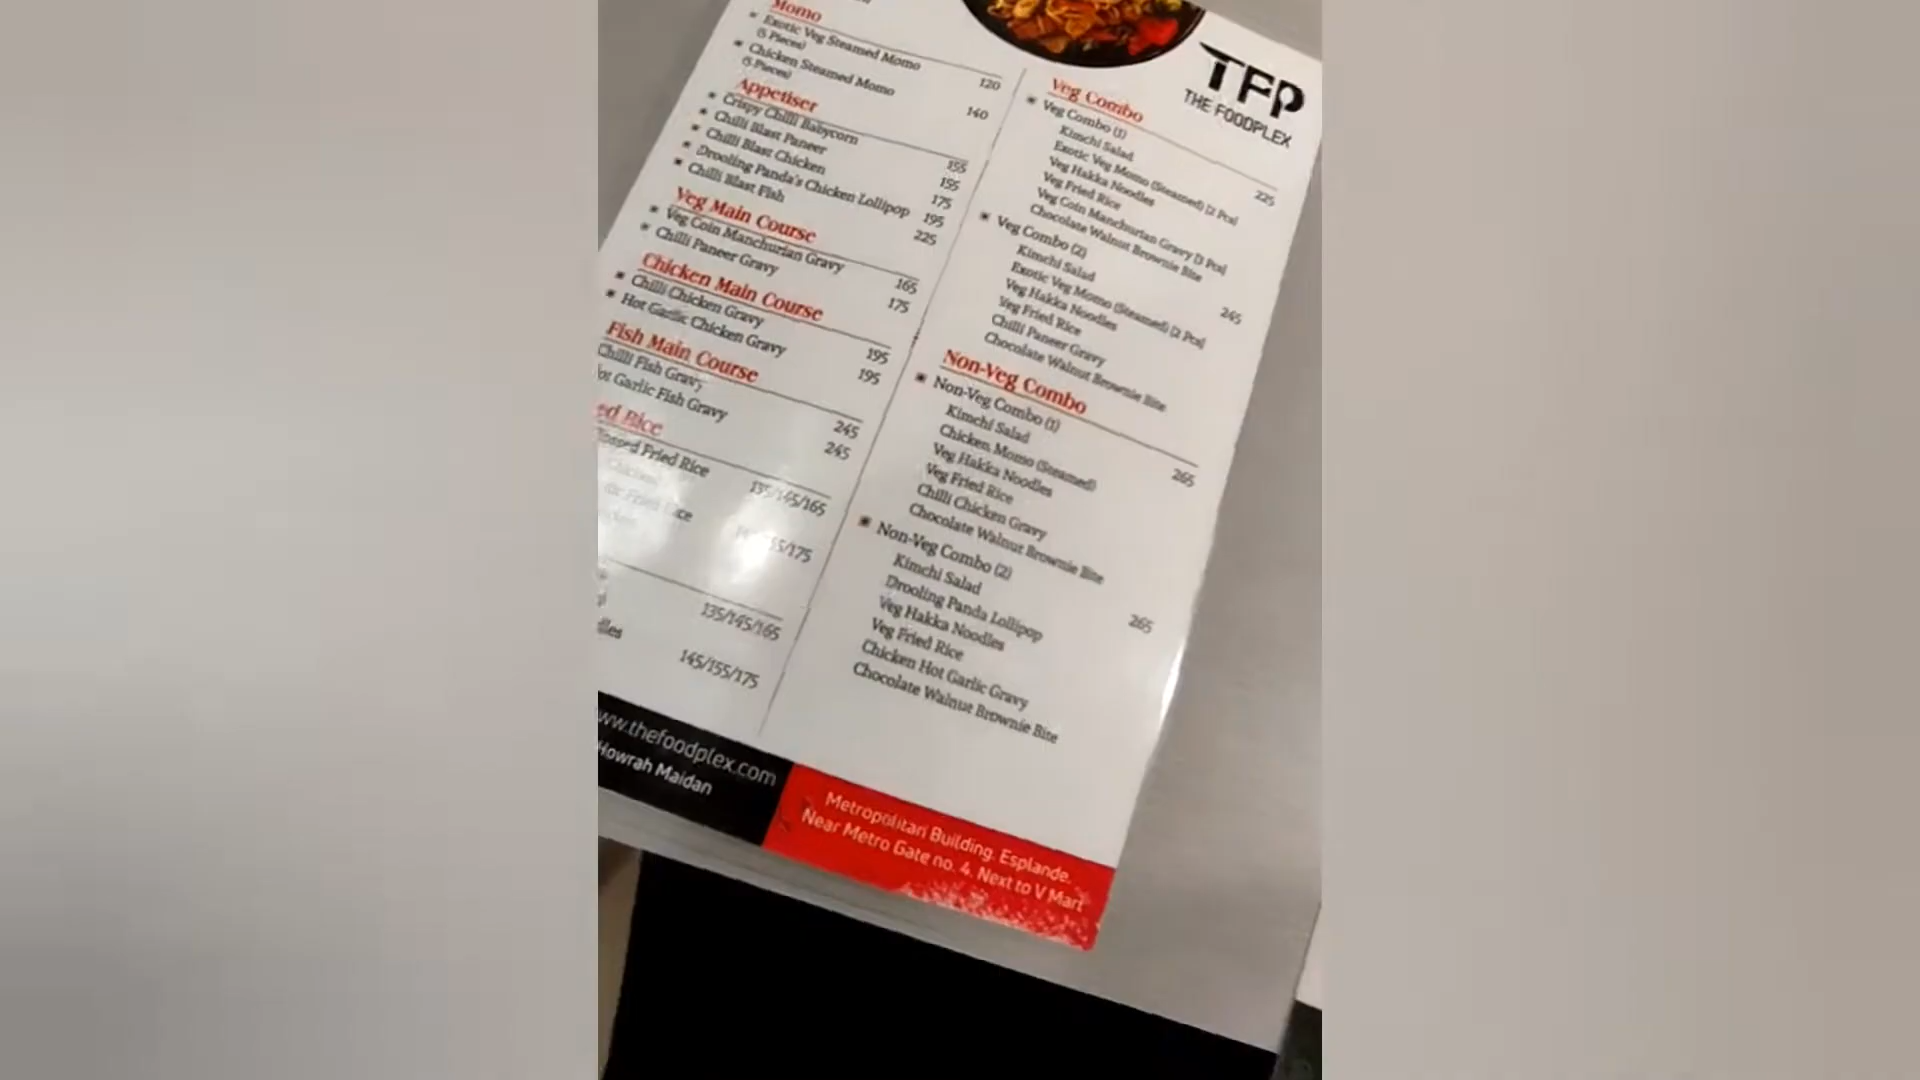 Momo
Exotic Veg Steamed Momo
(5 Pieces) 120
Chicken Steamed Momo
(5 Pieces) 140
Appetiser
Crispy Chilli Babycorn 155
Chilli Blast Paneer 155
Chilli Blast Chicken 175
Drooling Panda's Chicken Lollipop 195
Chilli Blast Fish 225
Veg Main Course
Veg Coin Manchurian Gravy 165
Chilli Paneer Gravy 175
Chicken Main Course
Chilli Chicken Gravy 195
Hot Garlic Chicken Gravy 195
Fish Main Course
Chilli Fish Gravy 245
ot Garlic Fish Gravy 245
ed Rice
Tossed Fried Rice 135/145/165
Fried Rice 55/175
135/145/165
dles
145/155/175
TFP
THE FOODPLEX
Veg Combo
Veg Combo (1) 225
Kimchi Salad
Exotic Veg Momo (Steamed) [2 Pcs]
Veg Hakka Noodles
Veg Fried Rice
Veg Coin Manchurian Gravy [3 Pcs]
Chocolate Walnut Brownie Bite
Veg Combo (2) 245
Kimchi Salad
Exotic Veg Momo (Steamed) [2 Pcs]
Veg Hakka Noodles
Veg Fried Rice
Chilli Paneer Gravy
Chocolate Walnut Brownie Bite
Non-Veg Combo
Non-Veg Combo (1) 265
Kimchi Salad
Chicken Momo (Steamed)
Veg Hakka Noodles
Veg Fried Rice
Chilli Chicken Gravy
Chocolate Walnut Brownie Bite
Non-Veg Combo (2) 265
Kimchi Salad
Drooling Panda Lollipop
Veg Hakka Noodles
Veg Fried Rice
Chicken Hot Garlic Gravy
Chocolate Walnut Brownie Bite
ww.thefoodplex.com
Howrah Maidan
Metropolitan Building. Esplande.
Near Metro Gate no. 4. Next to V Mart